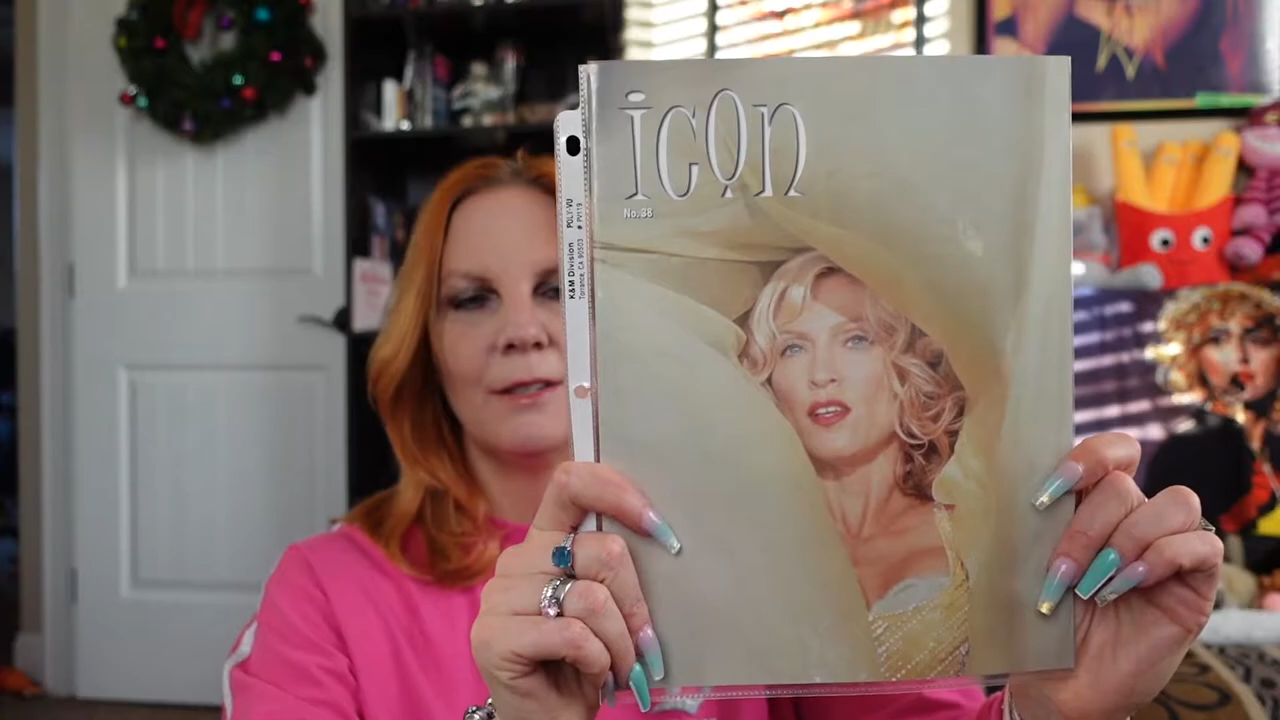 icon
No. 38
K&M Division POLY-VU
Torrance, CA 90503 # PV119